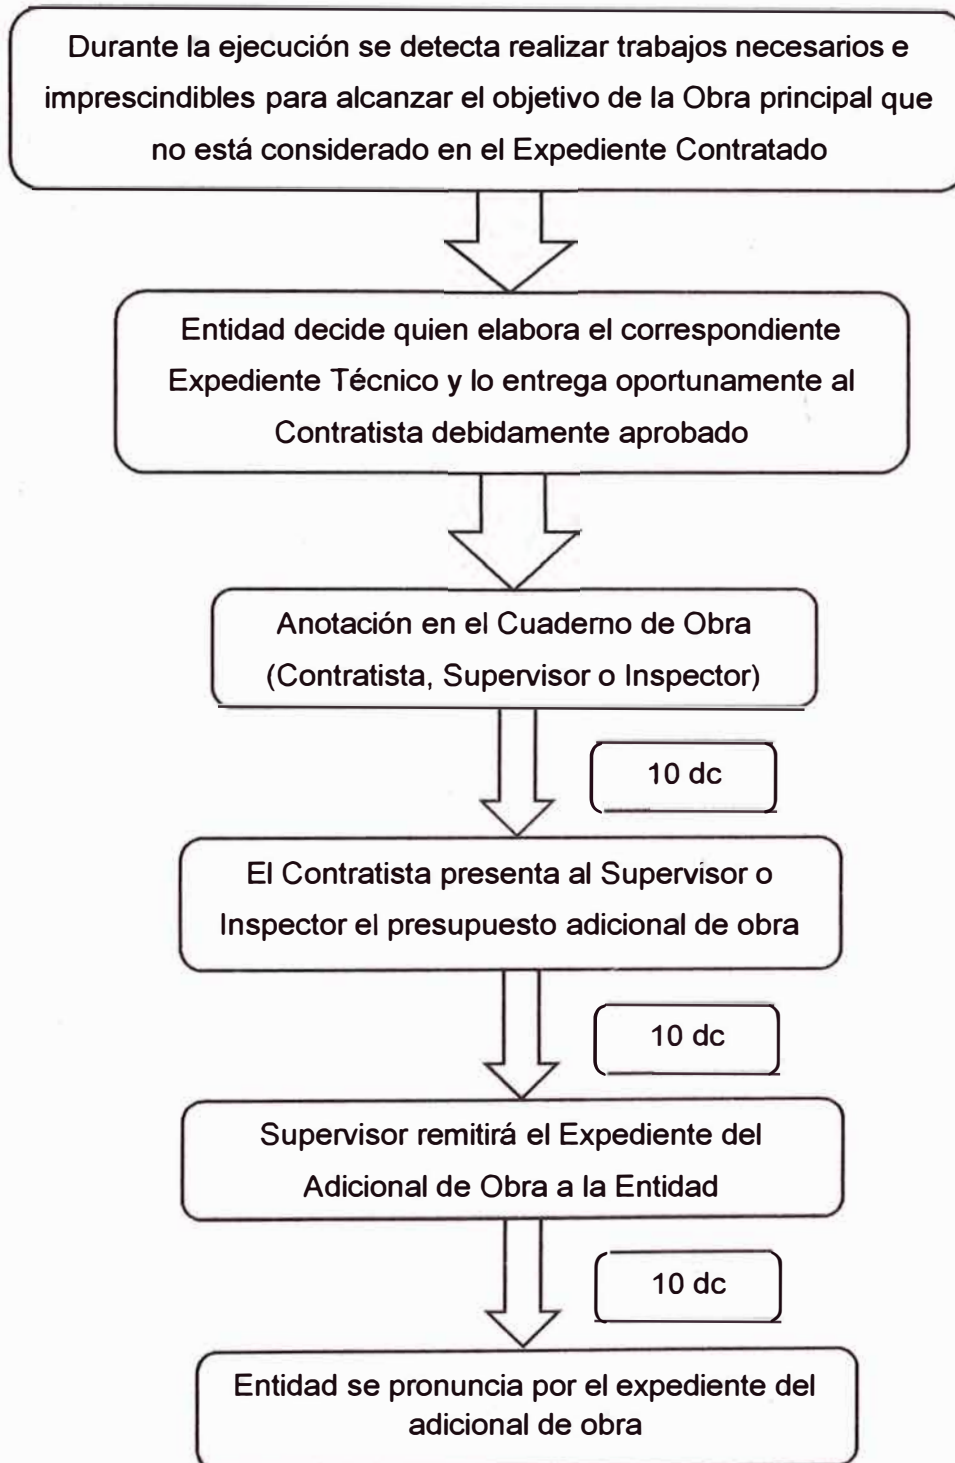 Durante la ejecución se detecta realizar trabajos necesarios e
imprescindibles para alcanzar el objetivo de la Obra principal que
no está considerado en el Expediente Contratado
Entidad decide quien elabora el correspondiente
Expediente Técnico y lo entrega oportunamente al
Contratista debidamente aprobado
Anotación en el Cuaderno de Obra
(Contratista, Supervisor o Inspector)
10 dc
El Contratista presenta al Supervisor o
Inspector el presupuesto adicional de obra
10 dc
Supervisor remitirá el Expediente del
Adicional de Obra a la Entidad
10 dc
Entidad se pronuncia por el expediente del
adicional de obra